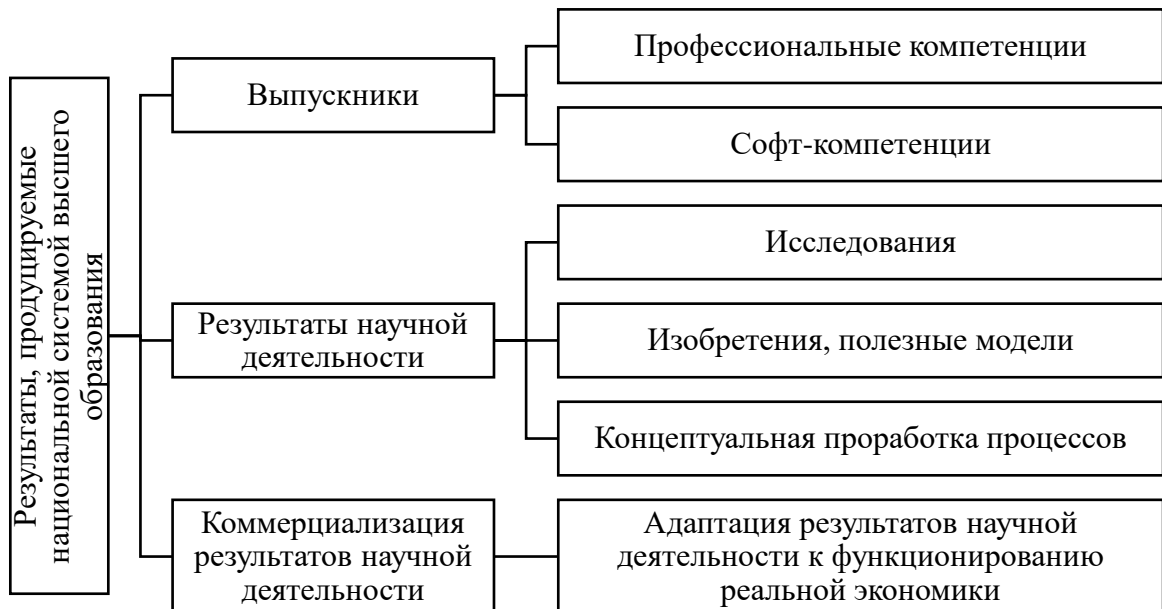 Результаты, продуцируемые
национальной системой высшего
образования
Выпускники
Профессиональные компетенции
Софт-компетенции
Результаты научной
деятельности
Исследования
Изобретения, полезные модели
Концептуальная проработка процессов
Коммерциализация
результатов научной
деятельности
Адаптация результатов научной
деятельности к функционированию
реальной экономики